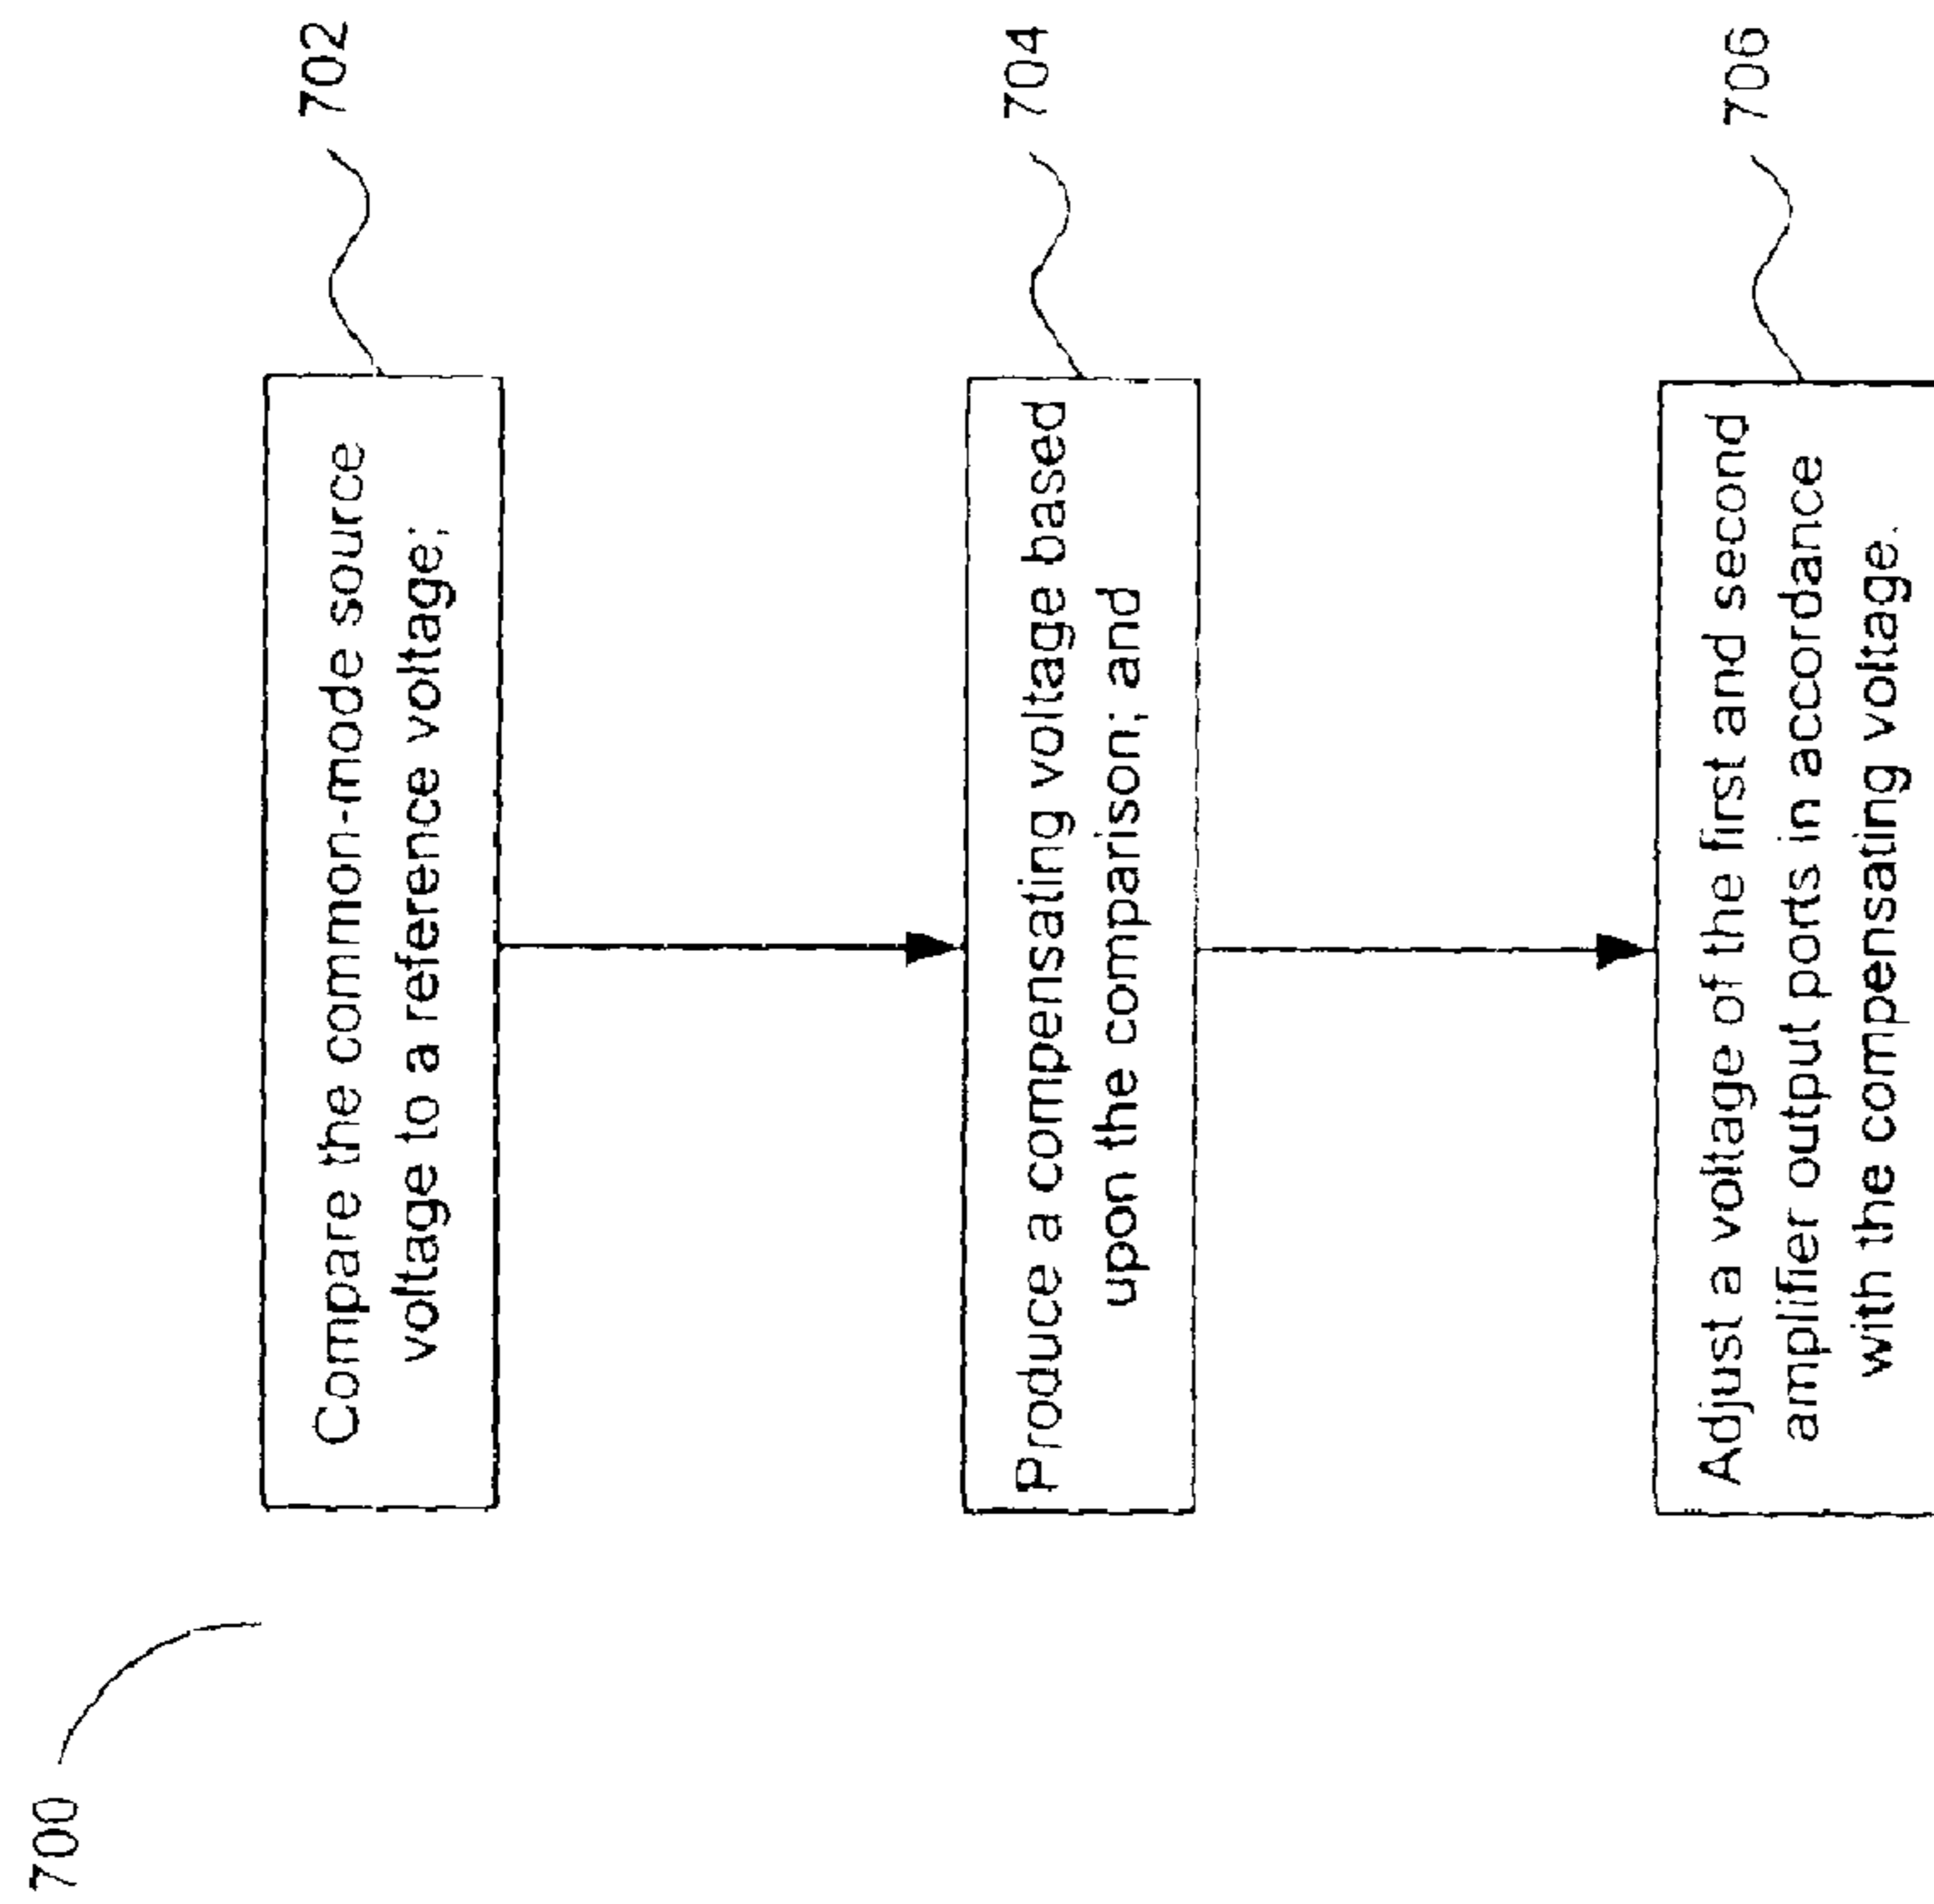 700
702
Compare the common-mode source
voltage to a reference voltage;
704
Produce a compensating voltage based
upon the comparison; and
706
Adjust a voltage of the first and second
amplifier output ports in accordance
with the compensating voltage.